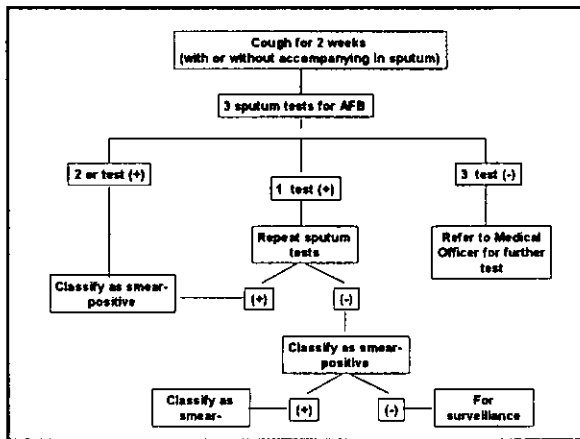 Cough for 2 weeks
(with or without accompanying in sputum)
3 sputum tests for AFB
2 or test (+)
1 test (+)
3 test (-)
Repeat sputum
tests
Refer to Medical
Officer for further
test
Classify as smear-
positive
(+)
(-)
Classify as smear-
positive
Classify as
smear-
(+)
(-)
For
surveillance